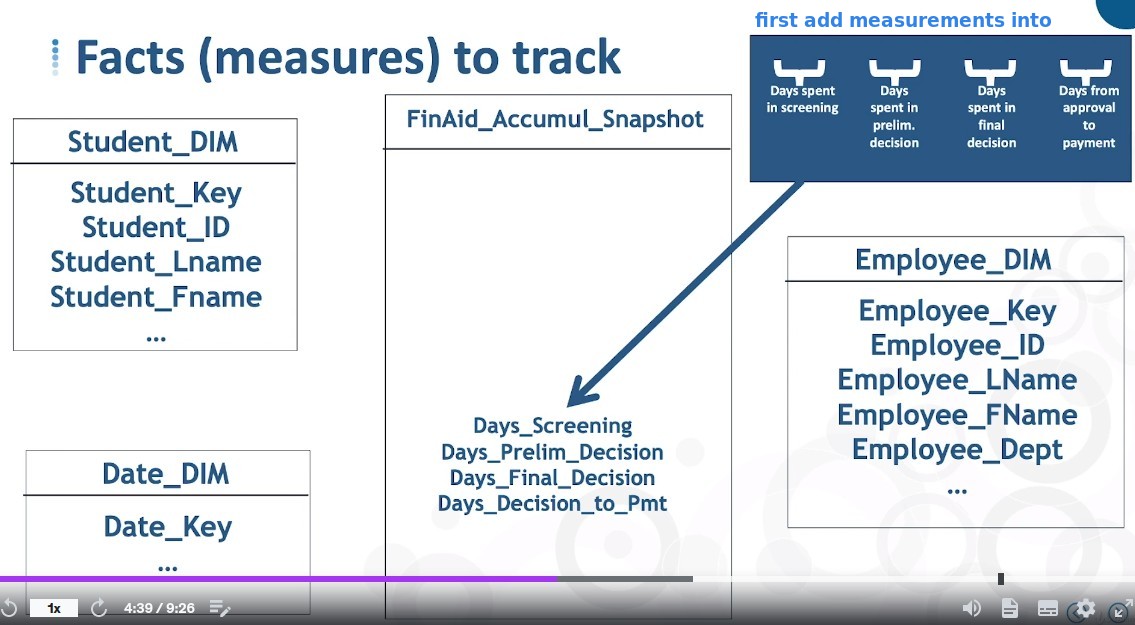 first add measurements into
Facts (measures) to track
Days spent
in screening
Days
spent in
prelim.
decision
Days
spent in
final
decision
Days from
approval
to
payment
Student_DIM
Student_Key
Student_ID
Student_Lname
Student_Fname
...
FinAid_Accumul_Snapshot
Days_Screening
Days_Prelim_Decision
Days_Final_Decision
Days_Decision_to_Pmt
Employee_DIM
Employee_Key
Employee_ID
Employee_LName
Employee_FName
Employee_Dept
...
Date_DIM
Date_Key
...
1x
4:39 / 9:26